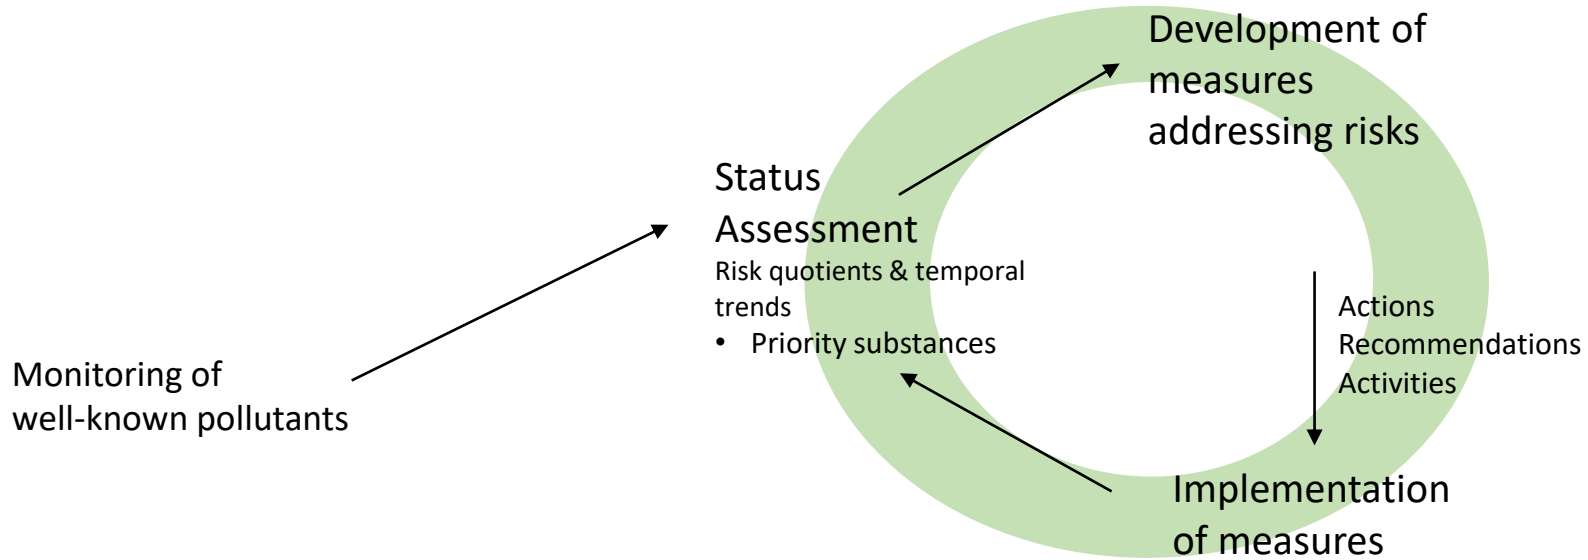 Development of
measures
addressing risks
Status
Assessment
Risk quotients & temporal
trends
• Priority substances
Actions
Recommendations
Activities
Monitoring of
well-known pollutants
Implementation
of measures